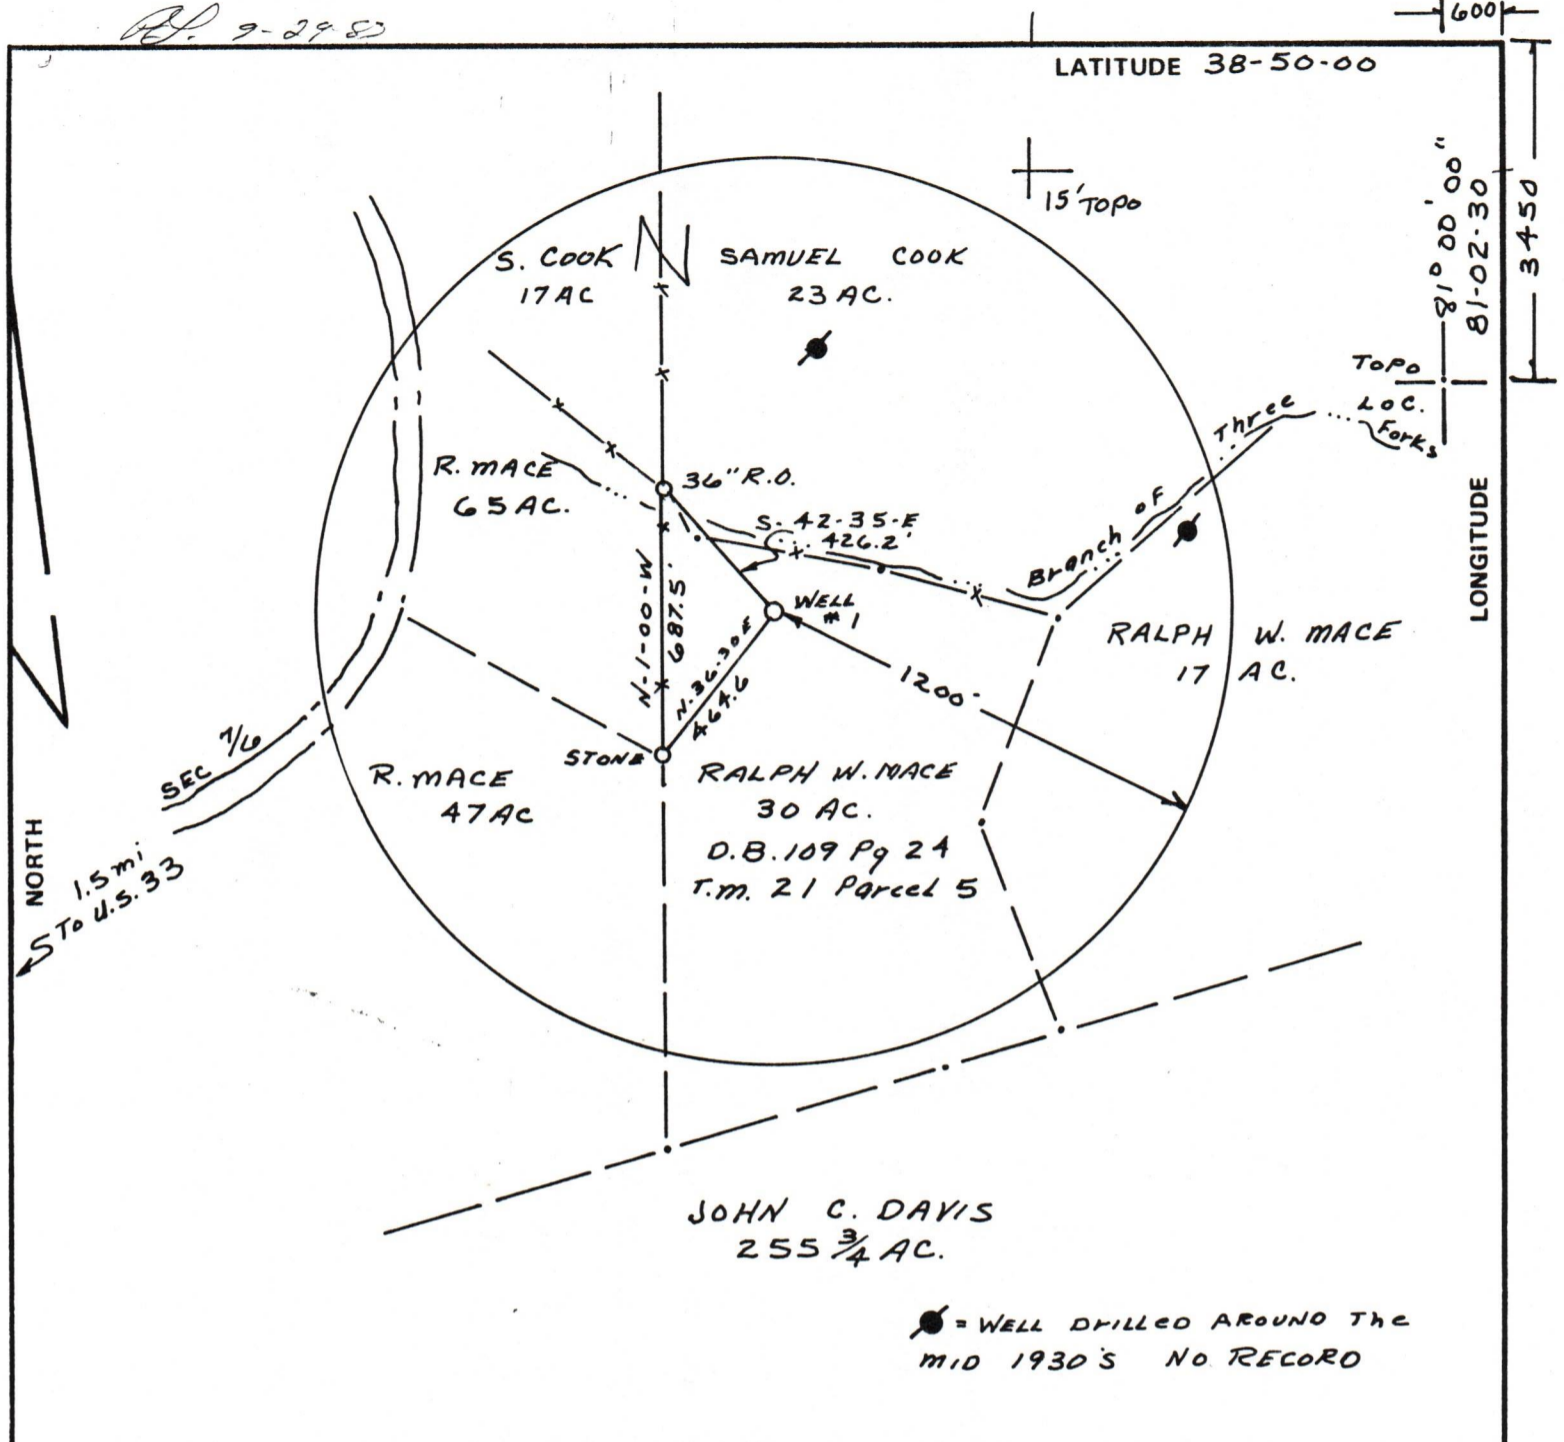 9-29-83
600
LATITUDE 38-50-00
15' TOPO
81° 00' 00"
81-02-30
3450
S. COOK
17 AC
N
SAMUEL COOK
23 AC.
TOPO
LOC.
Branch of Three Forks
R. MACE
65 AC.
36" R.O.
S-42-35-E
426.2'
LONGITUDE
N-1-00-W
687.5'
WELL
#1
N-36-30 E
464.6
1200'
RALPH W. MACE
17 AC.
SEC 7/6
STONE
R. MACE
47 AC
RALPH W. MACE
30 AC.
D.B. 109 Pg 24
T.M. 21 Parcel 5
NORTH
1.5 mi
To U.S. 33
JOHN C. DAVIS
255 3/4 AC.
= WELL DrILLED AROUND The
MID 1930's NO RECORD